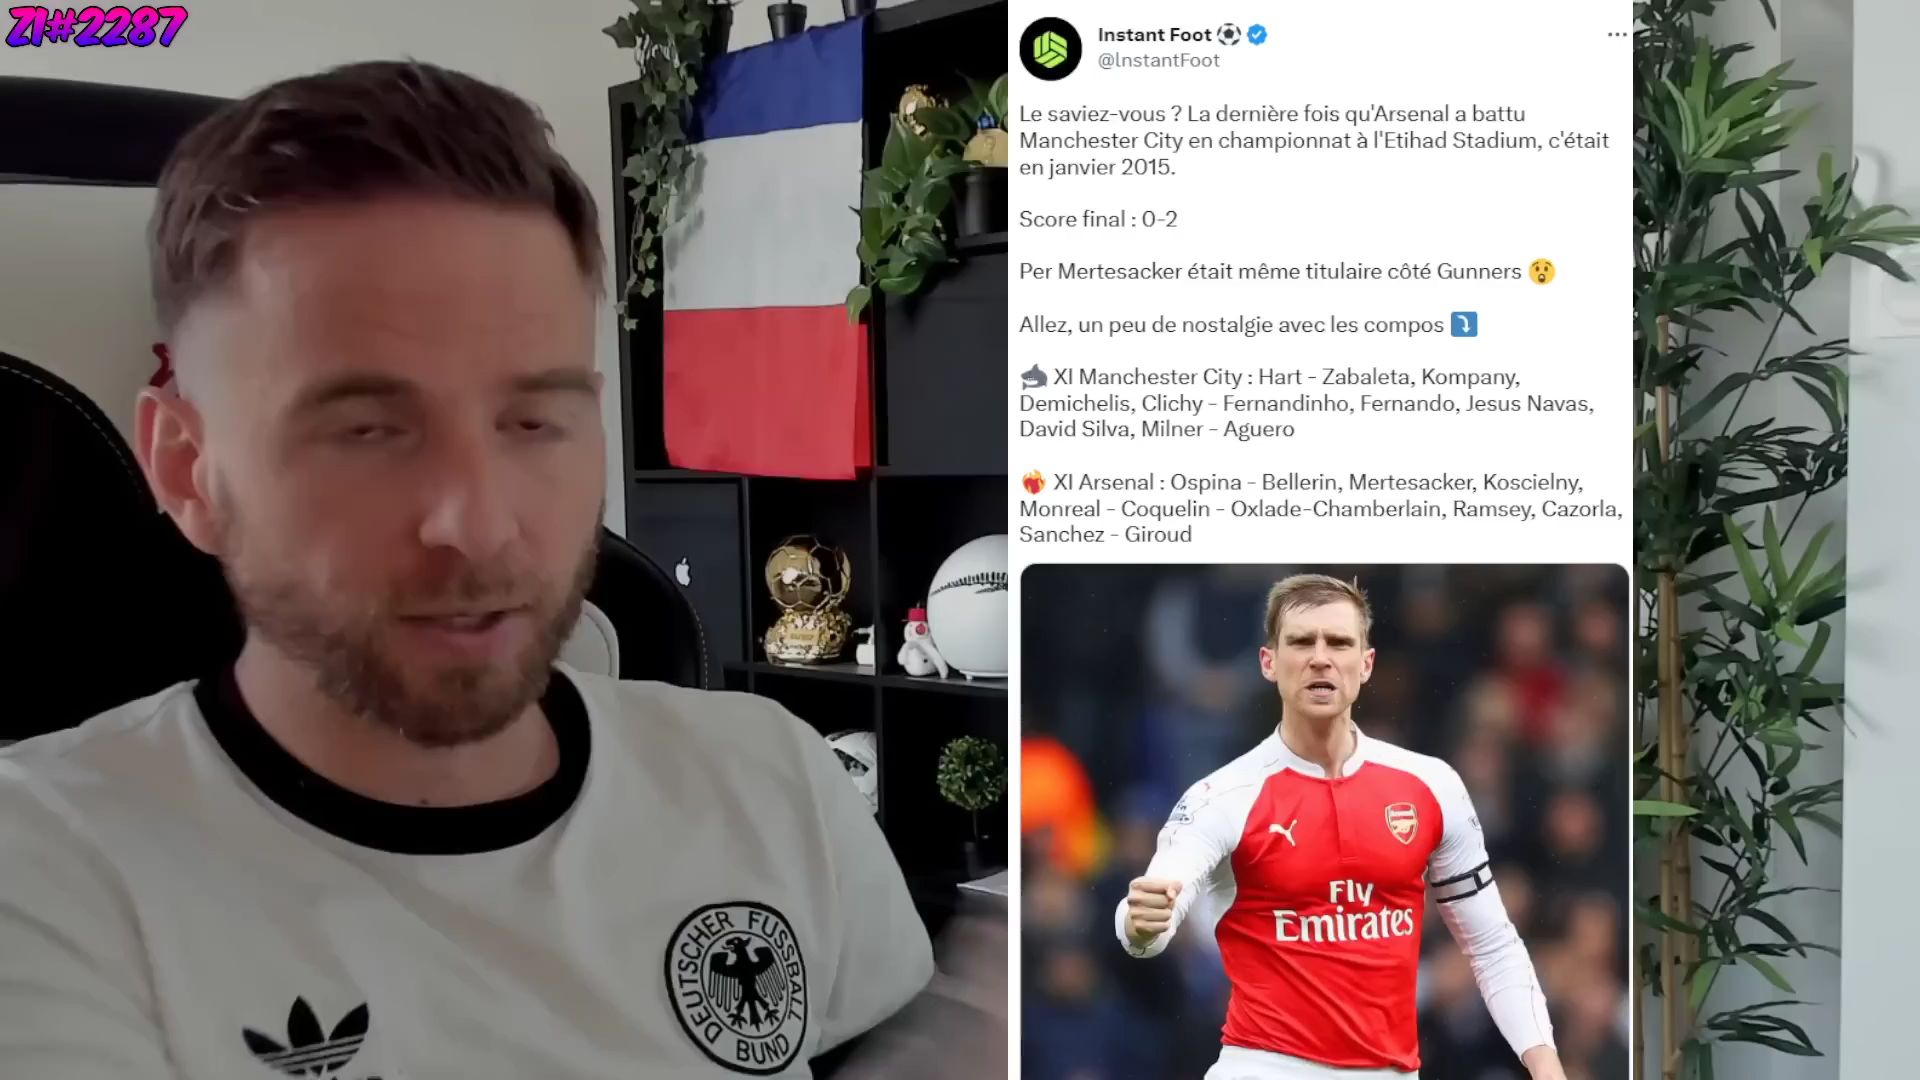 ZI#2287
Instant Foot
@lnstantFoot
Le saviez-vous ? La dernière fois qu'Arsenal a battu
Manchester City en championnat à l'Etihad Stadium, c'était
en janvier 2015.
Score final : 0-2
Per Mertesacker était même titulaire côté Gunners 😲
Allez, un peu de nostalgie avec les compos ⤵️
🦈 XI Manchester City : Hart - Zabaleta, Kompany,
Demichelis, Clichy - Fernandinho, Fernando, Jesus Navas,
David Silva, Milner - Aguero
❤️‍🔥 XI Arsenal : Ospina - Bellerin, Mertesacker, Koscielny,
Monreal - Coquelin - Oxlade-Chamberlain, Ramsey, Cazorla,
Sanchez - Giroud
Arsenal
Fly
Emirates
DEUTSCHER FUSSBALL
BUND